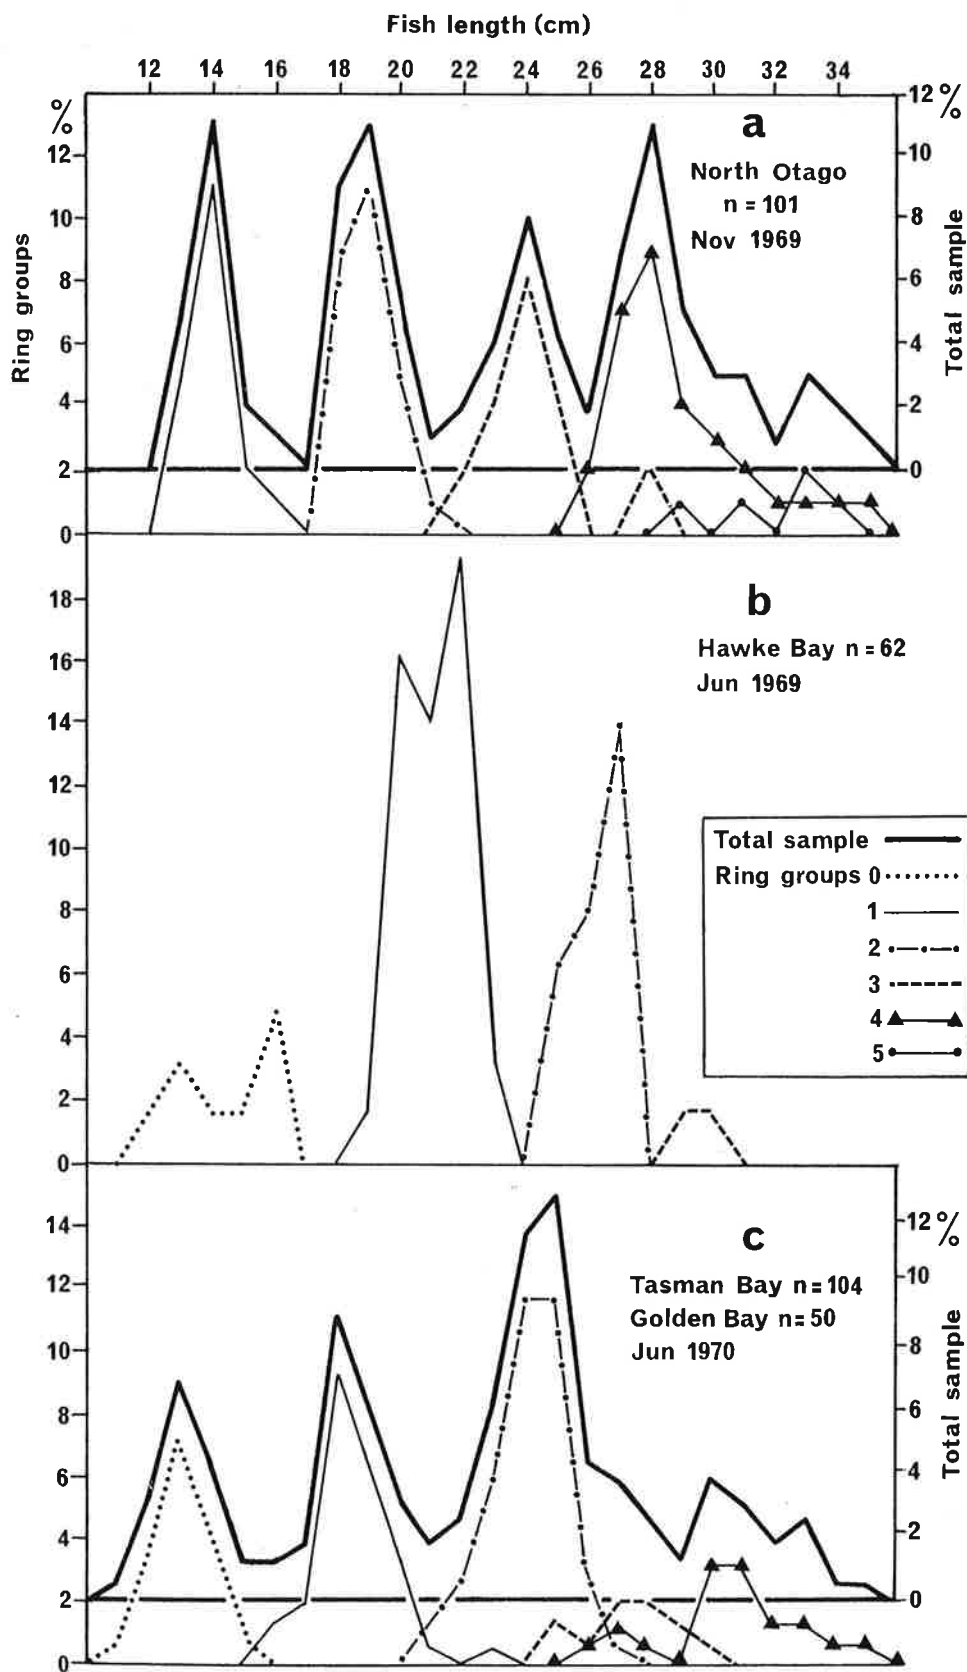 Fish length (cm)
12 14 16 18 20 22 24 26 28 30 32 34
%
12
10
8
6
4
2
0
Ring groups
12 %
10
8
6
4
2
0
Total sample
a
North Otago
n = 101
Nov 1969
18
16
14
12
10
8
6
4
2
0
b
Hawke Bay n = 62
Jun 1969
Total sample
Ring groups 0
1
2
3
4
5
14
12
10
8
6
4
2
0
12 %
10
8
6
4
2
0
Total sample
c
Tasman Bay n = 104
Golden Bay n = 50
Jun 1970